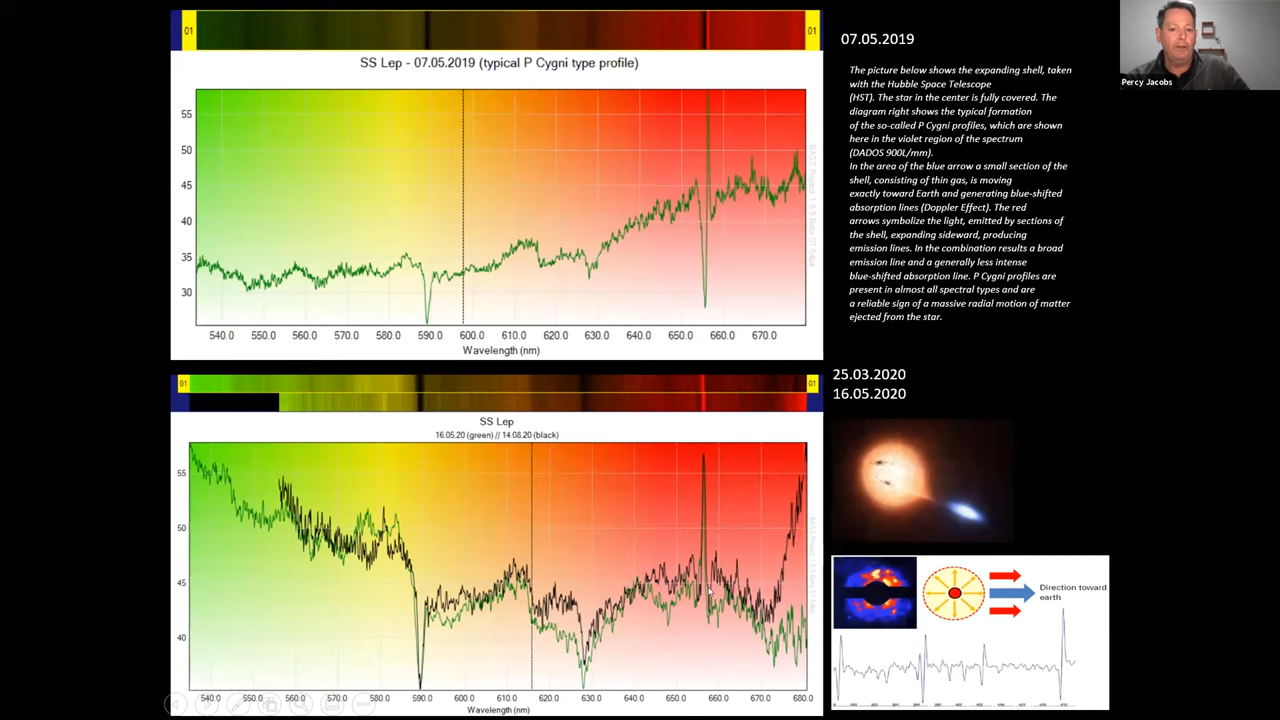 01 01
SS Lep - 07.05.2019 (typical P Cygni type profile)
55
50
45
40
35
30
540.0 550.0 560.0 570.0 580.0 590.0 600.0 610.0 620.0 630.0 640.0 650.0 660.0 670.0
Wavelength (nm)
07.05.2019
The picture below shows the expanding shell, taken
with the Hubble Space Telescope
(HST). The star in the center is fully covered. The
diagram right shows the typical formation
of the so-called P Cygni profiles, which are shown
here in the violet region of the spectrum
(DADOS 900L/mm).
In the area of the blue arrow a small section of the
shell, consisting of thin gas, is moving
exactly toward Earth and generating blue-shifted
absorption lines (Doppler Effect). The red
arrows symbolize the light, emitted by sections of
the shell, expanding sideward, producing
emission lines. In the combination results a broad
emission line and a generally less intense
blue-shifted absorption line. P Cygni profiles are
present in almost all spectral types and are
a reliable sign of a massive radial motion of matter
ejected from the star.
Percy Jacobs
01 01
SS Lep
16.05.20 (green) // 14.08.20 (black)
55
50
45
40
540.0 550.0 560.0 570.0 580.0 590.0 600.0 610.0 620.0 630.0 640.0 650.0 660.0 670.0 680.0
Wavelength (nm)
25.03.2020
16.05.2020
Direction toward
earth